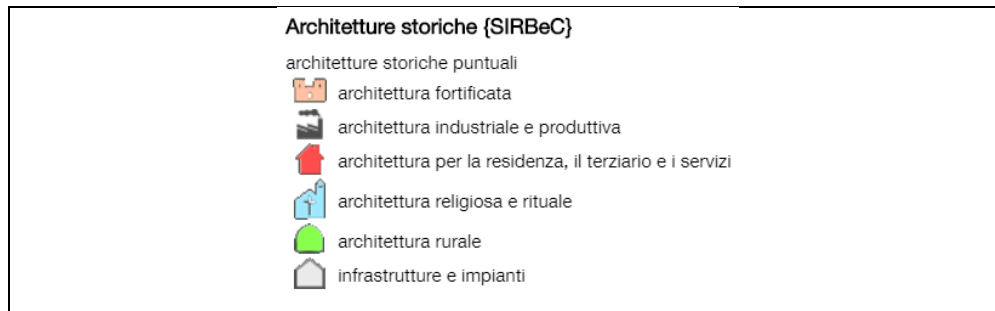 Architetture storiche {SIRBeC}
architetture storiche puntuali
architettura fortificata
architettura industriale e produttiva
architettura per la residenza, il terziario e i servizi
architettura religiosa e rituale
architettura rurale
infrastrutture e impianti